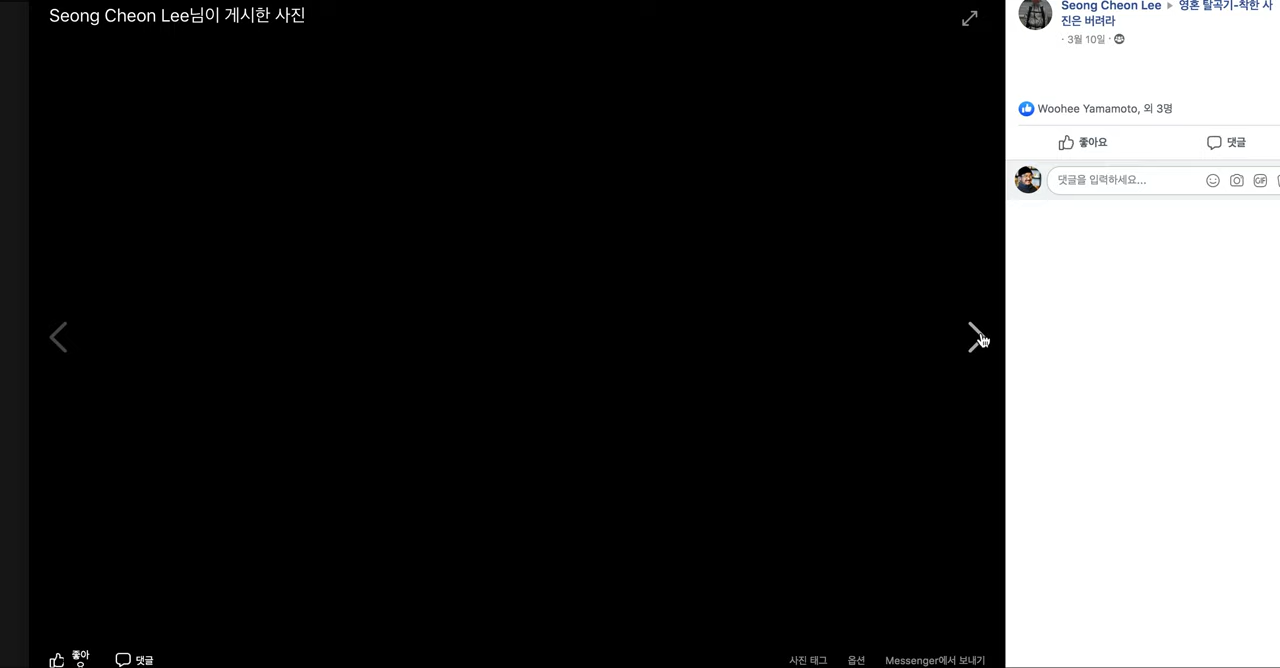 Seong Cheon Lee님이 게시한 사진
Seong Cheon Lee ▸ 영혼 탈곡기-착한 사
진은 버려라
· 3월 10일 ·
Woohee Yamamoto, 외 3명
좋아요 댓글
댓글을 입력하세요... GIF
좋아
요 댓글
사진 태그 옵션 Messenger에서 보내기